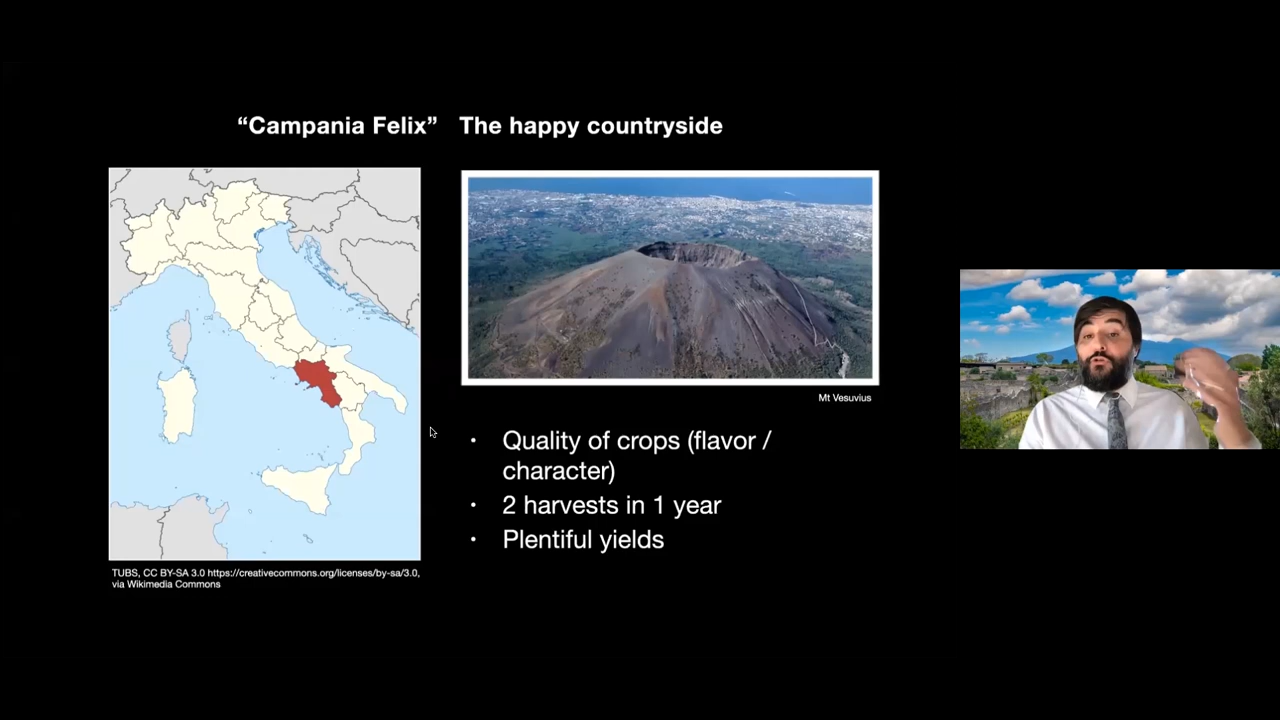 “Campania Felix”   The happy countryside
TUBS, CC BY-SA 3.0 https://creativecommons.org/licenses/by-sa/3.0,
via Wikimedia Commons
Mt Vesuvius
• Quality of crops (flavor /
character)
• 2 harvests in 1 year
• Plentiful yields